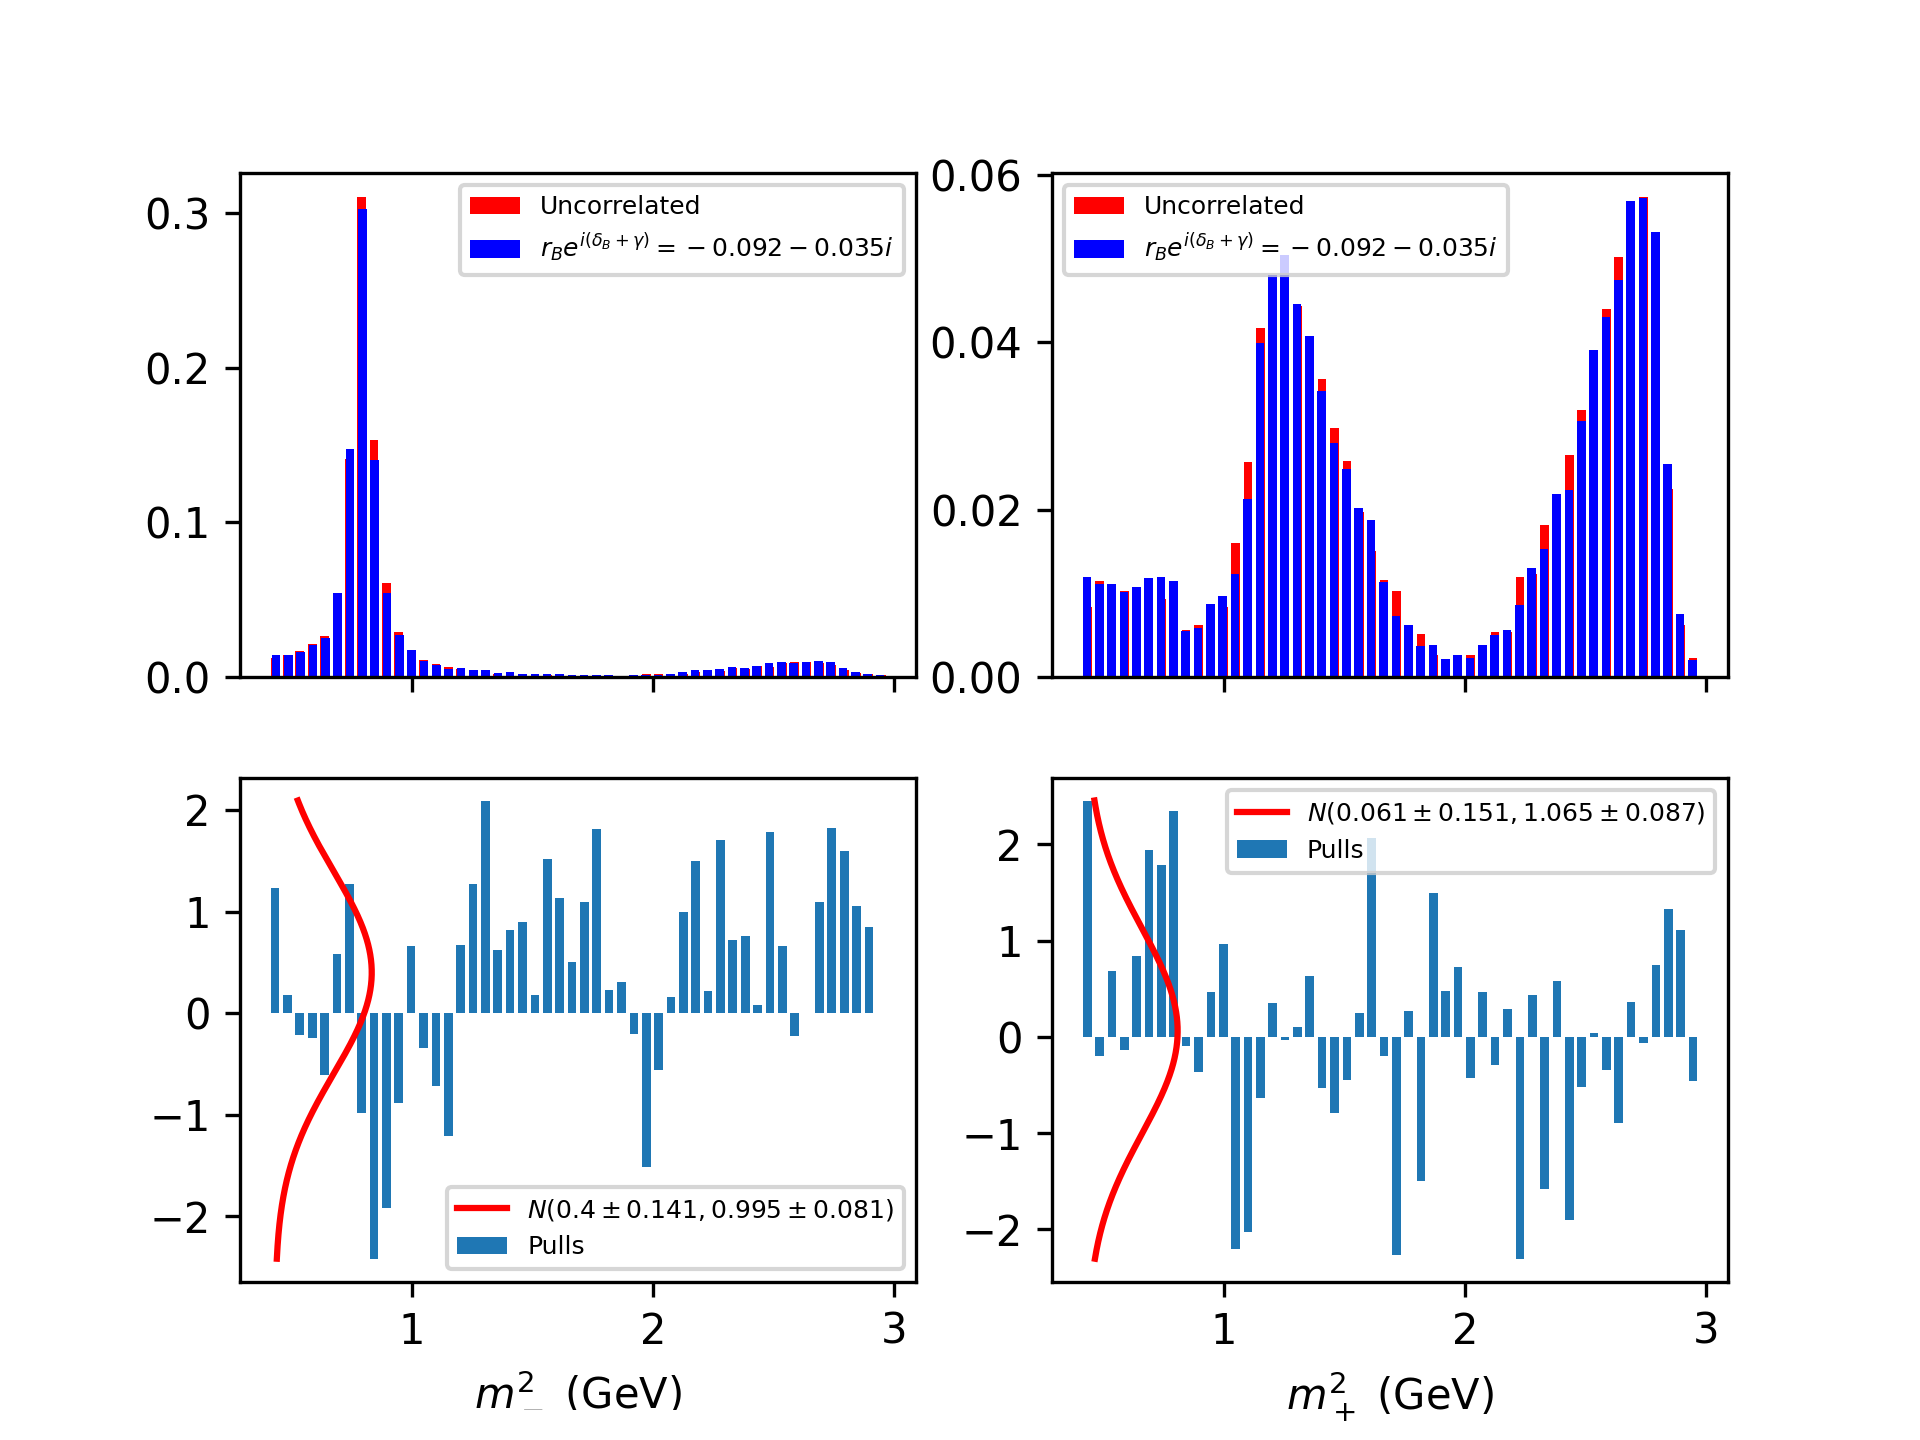 0.3
0.2
0.1
0.0
Uncorrelated
r_B e^{i(δ_B+γ)} = −0.092 − 0.035i
0.06
0.04
0.02
0.00
Uncorrelated
r_B e^{i(δ_B+γ)} = −0.092 − 0.035i
2
1
0
−1
−2
N(0.4 ± 0.141, 0.995 ± 0.081)
Pulls
1 2 3
m²₋ (GeV)
2
1
0
−1
−2
N(0.061 ± 0.151, 1.065 ± 0.087)
Pulls
1 2 3
m²₊ (GeV)